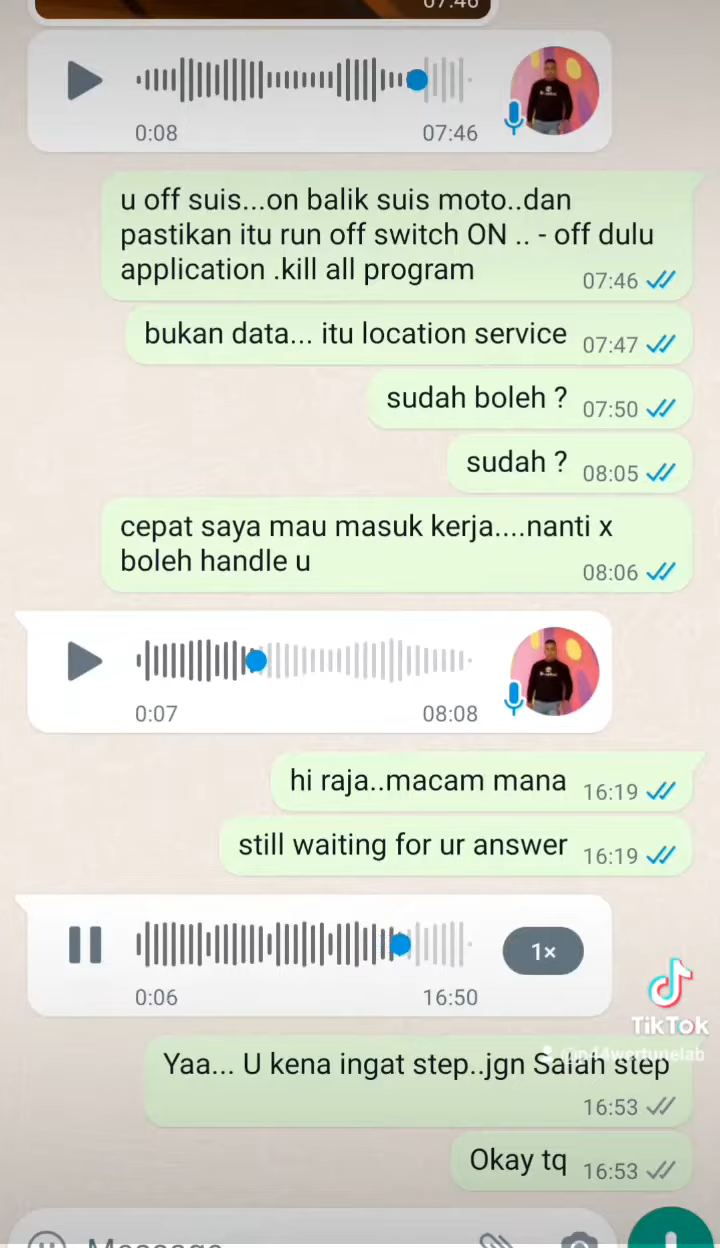 07:46
0:08
07:46
u off suis...on balik suis moto..dan
pastikan itu run off switch ON .. - off dulu
application .kill all program
07:46
bukan data... itu location service
07:47
sudah boleh ?
07:50
sudah ?
08:05
cepat saya mau masuk kerja....nanti x
boleh handle u
08:06
0:07
08:08
hi raja..macam mana
16:19
still waiting for ur answer
16:19
1×
0:06
16:50
TikTok
Yaa... U kena ingat step..jgn Salah step
16:53
Okay tq
16:53
Message